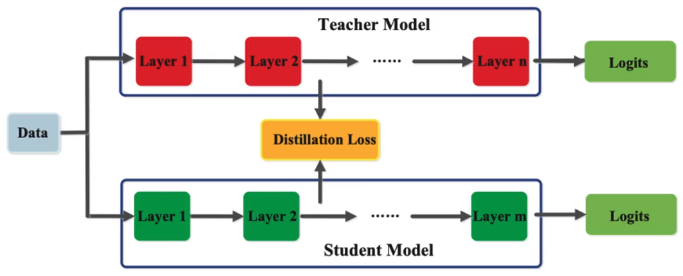 Teacher Model
Layer 1
Layer 2
......
Layer n
Logits
Data
Distillation Loss
Layer 1
Layer 2
......
Layer m
Logits
Student Model